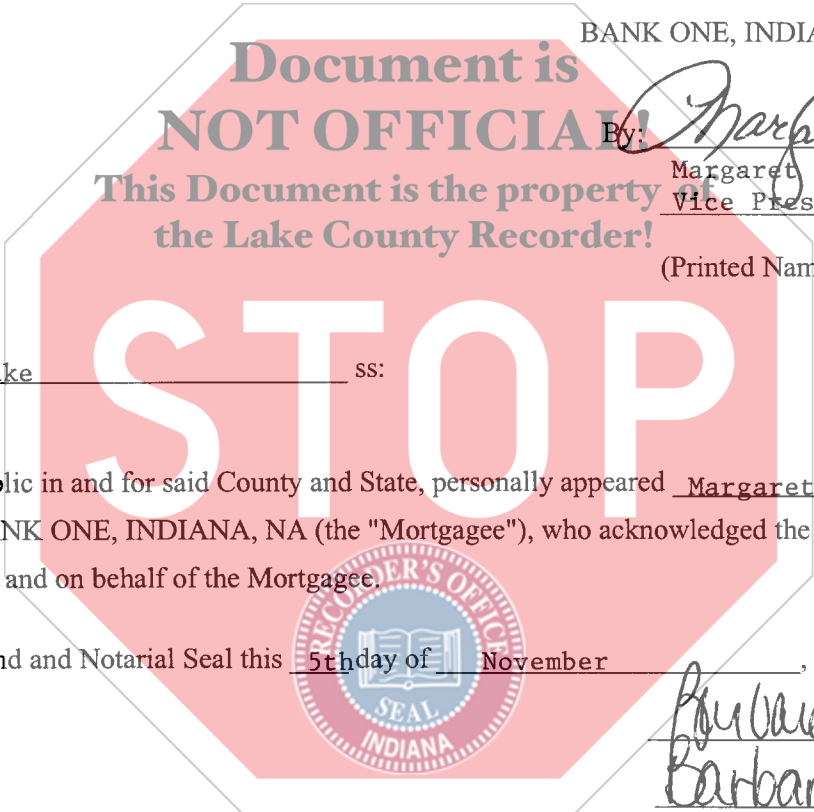 BANK ONE, INDIA
Document is
NOT OFFICIAL!
By:
This Document is the property of
Margaret
Vice Pres
the Lake County Recorder!
(Printed Nam
STOP
ke ss:
lic in and for said County and State, personally appeared Margaret
NK ONE, INDIANA, NA (the "Mortgagee"), who acknowledged the
and on behalf of the Mortgagee.
RECORDER'S OFFICE
nd and Notarial Seal this 5th day of November ,
SEAL
INDIANA
Barbar